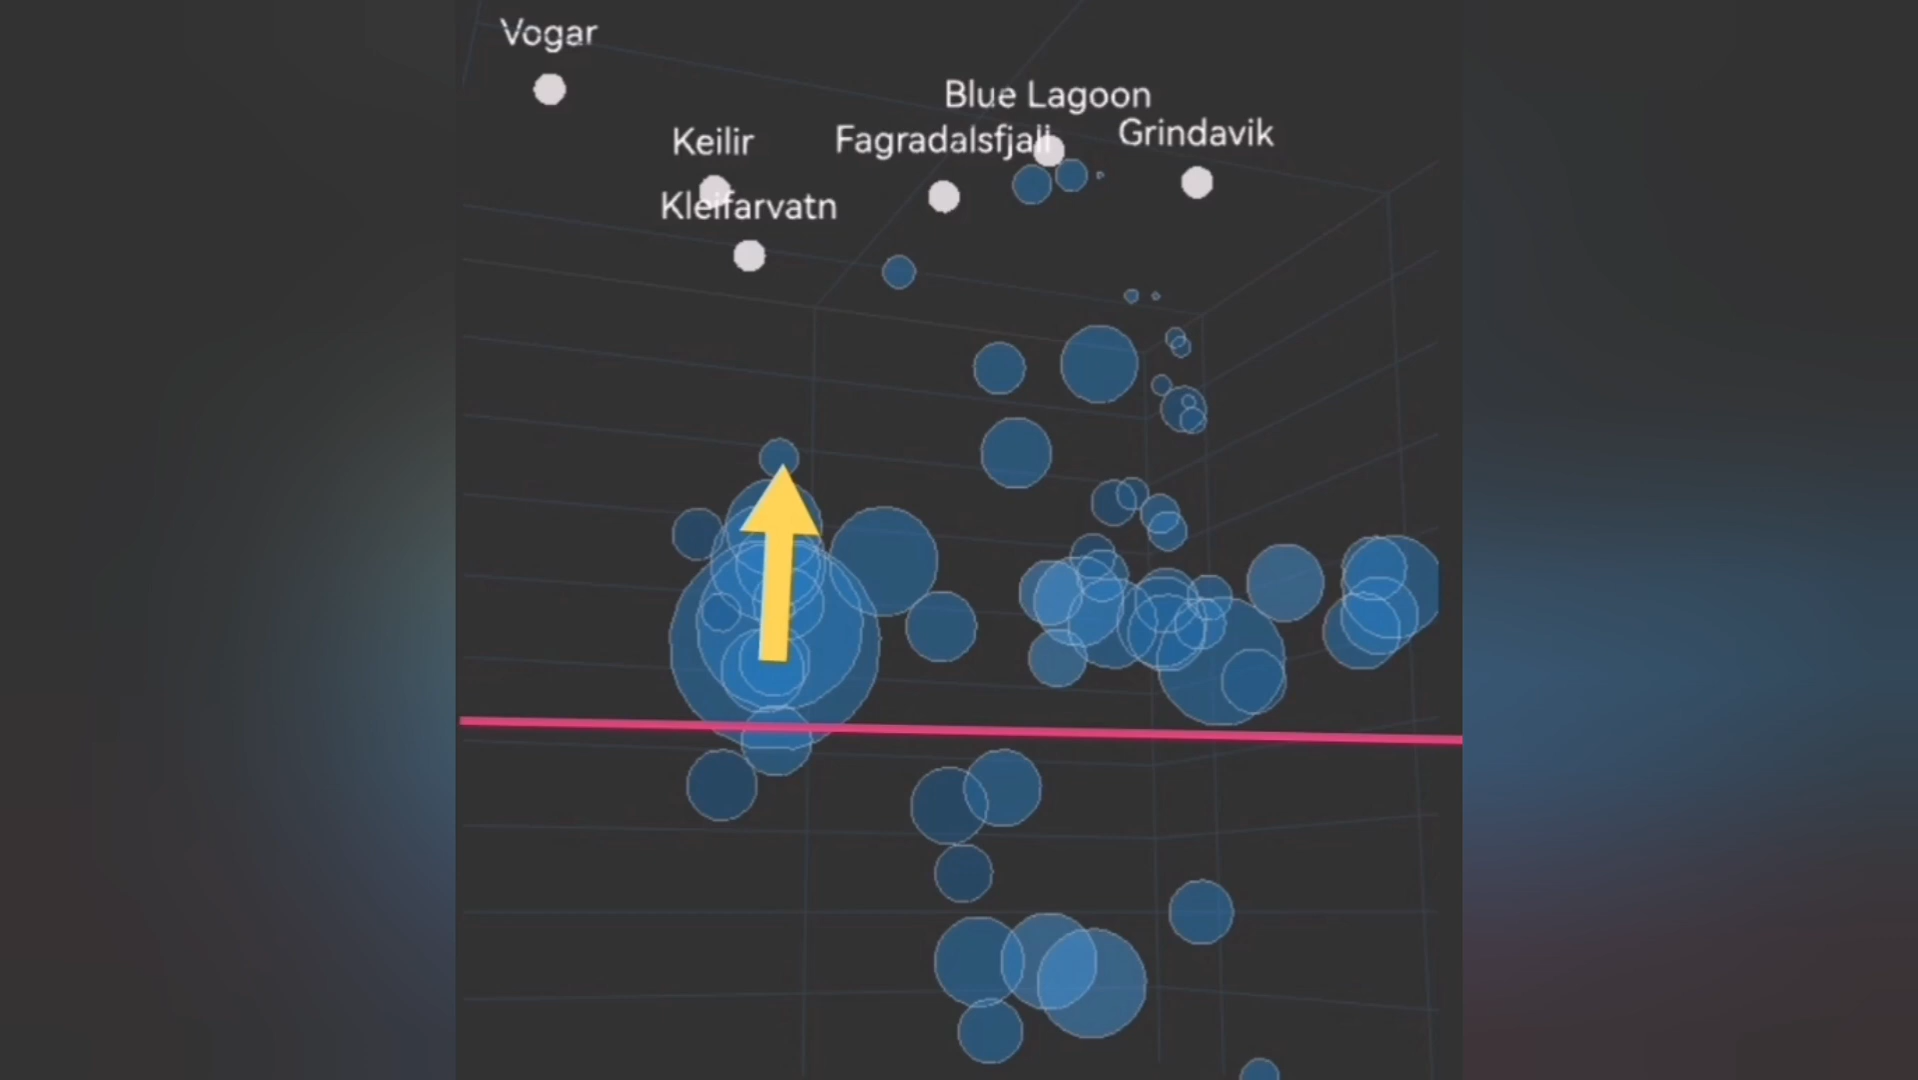 Vogar
Blue Lagoon
Keilir
Fagradalsfjall
Grindavik
Kleifarvatn